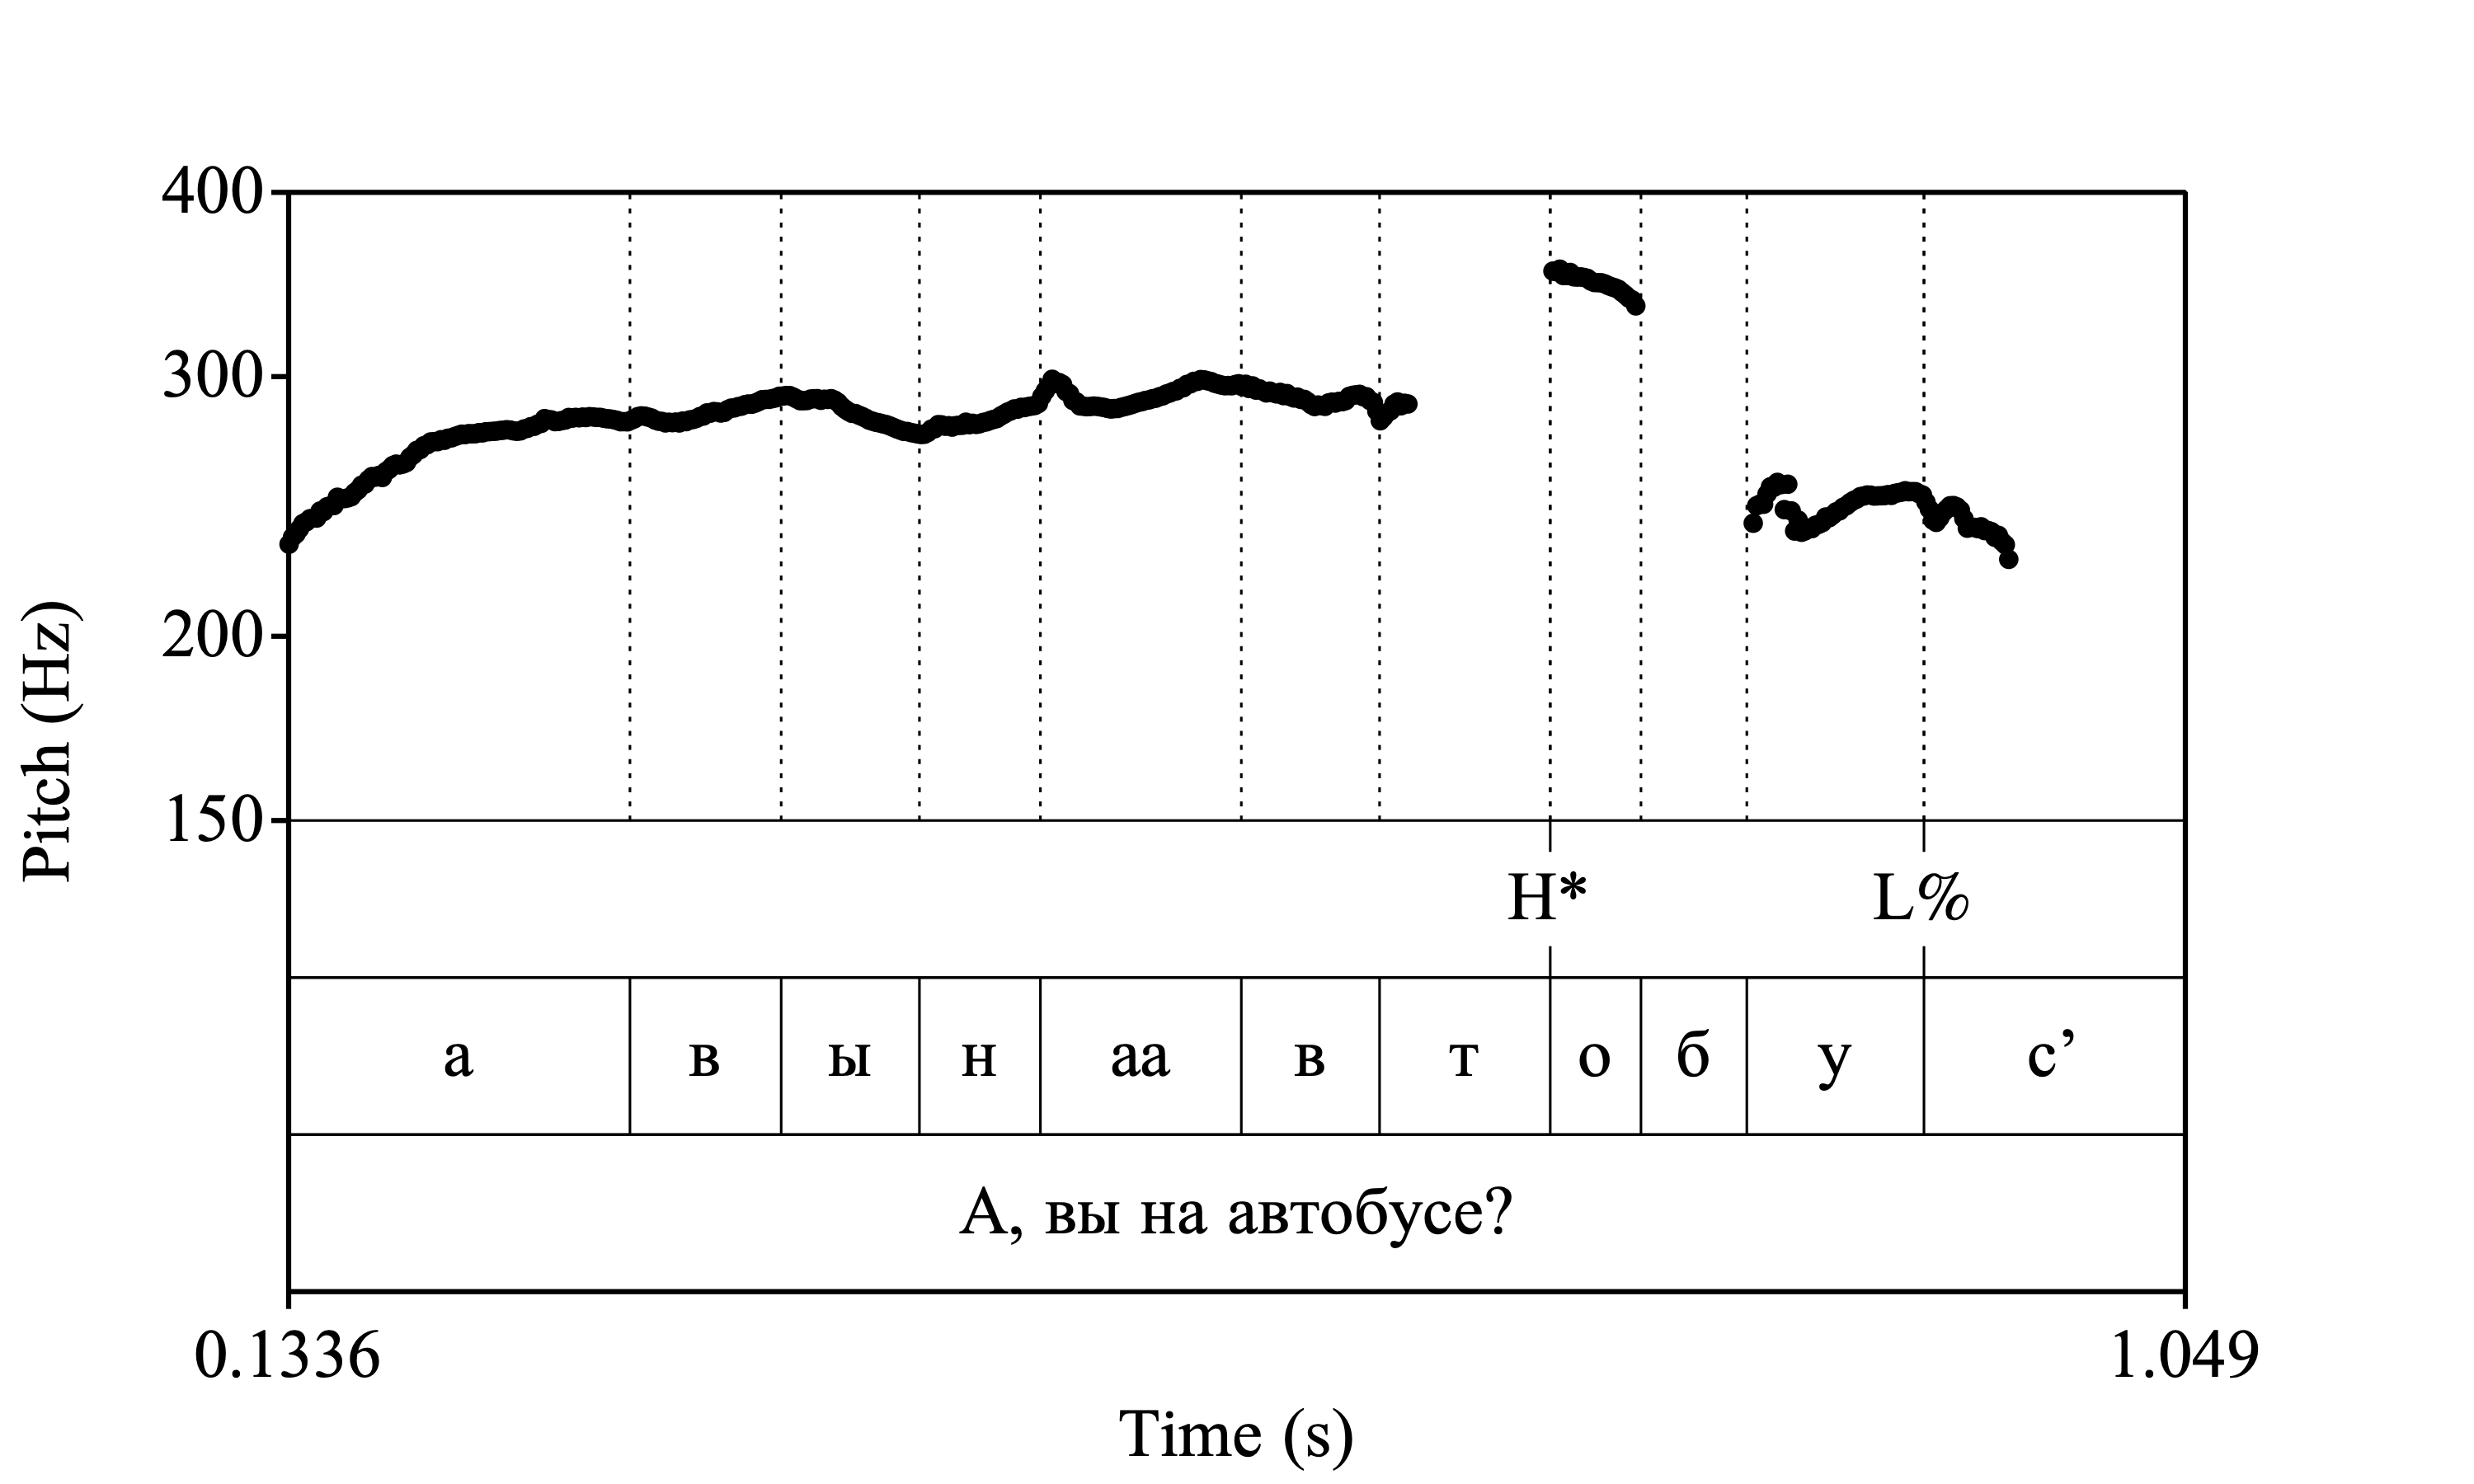 400
300
200
150
Pitch (Hz)
H* L%
а в ы н аа в т о б у с’
А, вы на автобусе?
0.1336 1.049
Time (s)